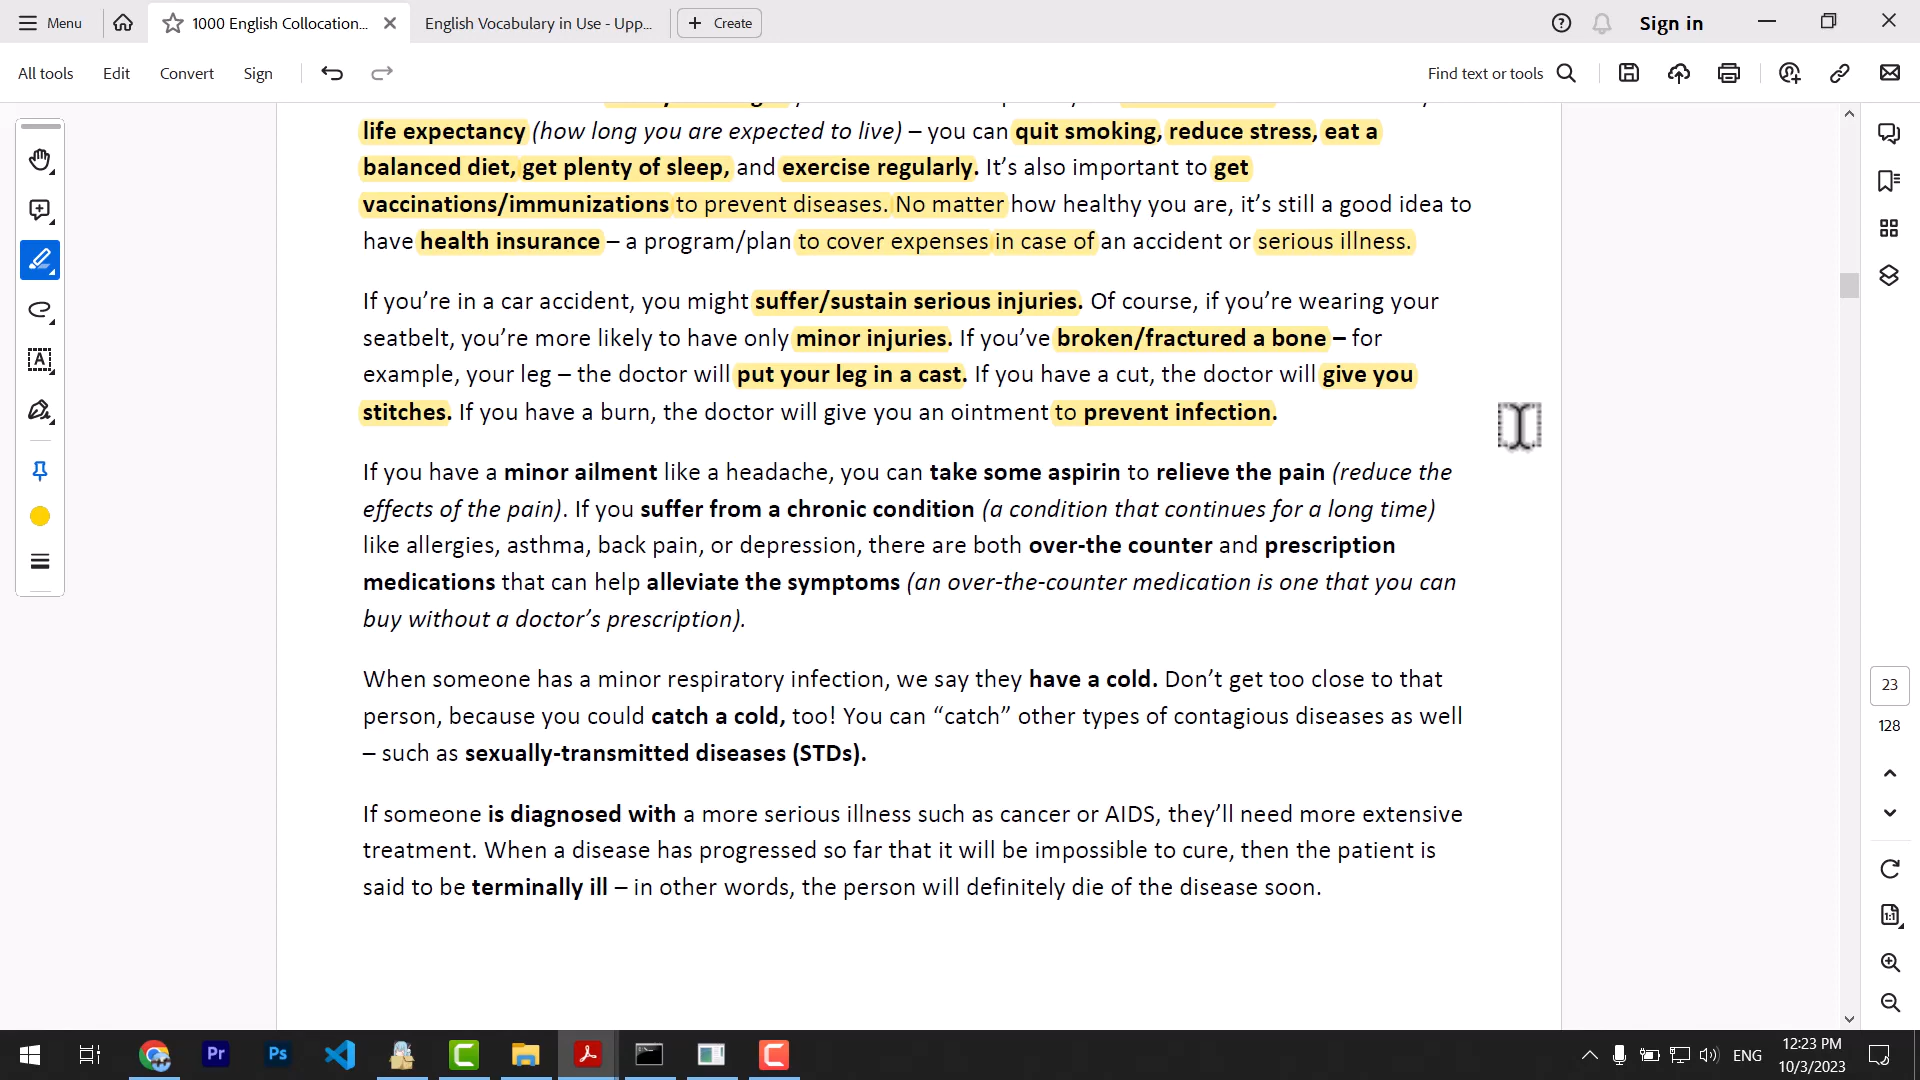 Menu
1000 English Collocation...
English Vocabulary in Use - Upp...
Create
Sign in
All tools
Edit
Convert
Sign
Find text or tools
life expectancy (how long you are expected to live) – you can quit smoking, reduce stress, eat a
balanced diet, get plenty of sleep, and exercise regularly. It’s also important to get
vaccinations/immunizations to prevent diseases. No matter how healthy you are, it’s still a good idea to
have health insurance – a program/plan to cover expenses in case of an accident or serious illness.
If you’re in a car accident, you might suffer/sustain serious injuries. Of course, if you’re wearing your
seatbelt, you’re more likely to have only minor injuries. If you’ve broken/fractured a bone – for
example, your leg – the doctor will put your leg in a cast. If you have a cut, the doctor will give you
stitches. If you have a burn, the doctor will give you an ointment to prevent infection.
If you have a minor ailment like a headache, you can take some aspirin to relieve the pain (reduce the
effects of the pain). If you suffer from a chronic condition (a condition that continues for a long time)
like allergies, asthma, back pain, or depression, there are both over-the counter and prescription
medications that can help alleviate the symptoms (an over-the-counter medication is one that you can
buy without a doctor’s prescription).
When someone has a minor respiratory infection, we say they have a cold. Don’t get too close to that
person, because you could catch a cold, too! You can “catch” other types of contagious diseases as well
– such as sexually-transmitted diseases (STDs).
If someone is diagnosed with a more serious illness such as cancer or AIDS, they’ll need more extensive
treatment. When a disease has progressed so far that it will be impossible to cure, then the patient is
said to be terminally ill – in other words, the person will definitely die of the disease soon.
23
128
1:1
Pr
Ps
ENG
12:23 PM
10/3/2023